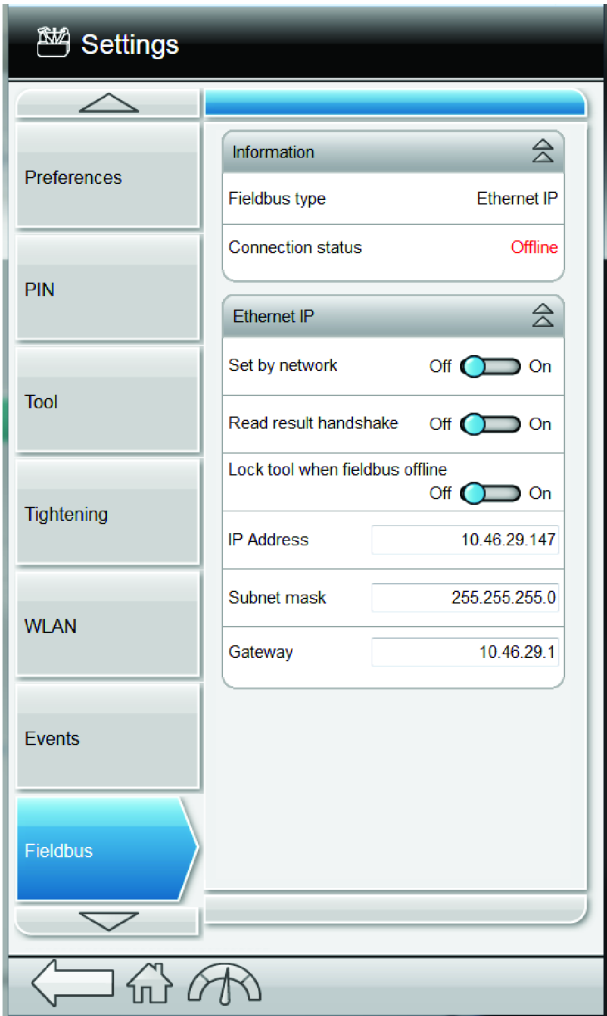 Settings
Preferences
PIN
Tool
Tightening
WLAN
Events
Fieldbus
Information
Fieldbus type Ethernet IP
Connection status Offline
Ethernet IP
Set by network Off On
Read result handshake Off On
Lock tool when fieldbus offline
Off On
IP Address 10.46.29.147
Subnet mask 255.255.255.0
Gateway 10.46.29.1